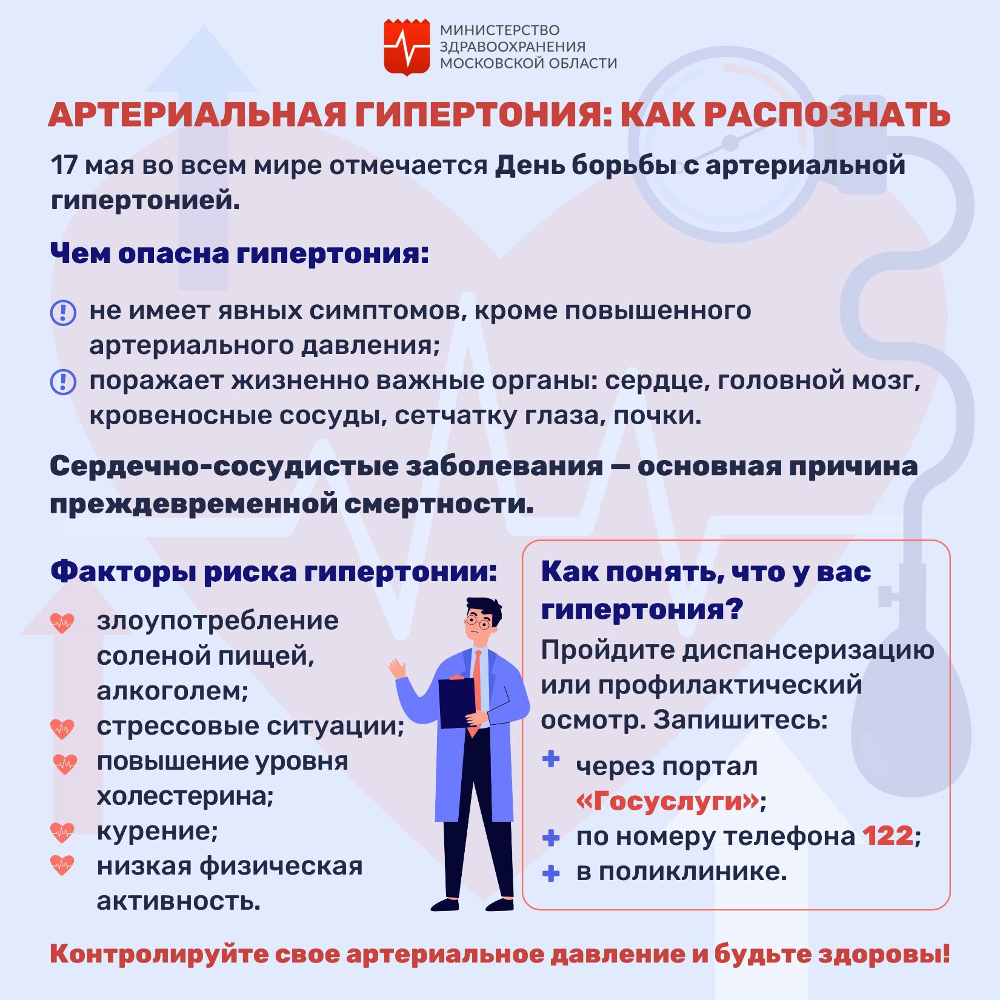 МИНИСТЕРСТВО
ЗДРАВООХРАНЕНИЯ
МОСКОВСКОЙ ОБЛАСТИ
АРТЕРИАЛЬНАЯ ГИПЕРТОНИЯ: КАК РАСПОЗНАТЬ
17 мая во всем мире отмечается День борьбы с артериальной
гипертонией.
Чем опасна гипертония:
не имеет явных симптомов, кроме повышенного
артериального давления;
поражает жизненно важные органы: сердце, головной мозг,
кровеносные сосуды, сетчатку глаза, почки.
Сердечно-сосудистые заболевания — основная причина
преждевременной смертности.
Факторы риска гипертонии:
злоупотребление
соленой пищей,
алкоголем;
стрессовые ситуации;
повышение уровня
холестерина;
курение;
низкая физическая
активность.
Как понять, что у вас
гипертония?
Пройдите диспансеризацию
или профилактический
осмотр. Запишитесь:
через портал
«Госуслуги»;
по номеру телефона 122;
в поликлинике.
Контролируйте свое артериальное давление и будьте здоровы!